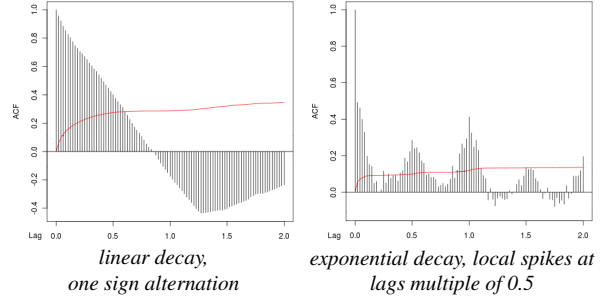 ACF
1.0
0.8
0.6
0.4
0.2
0.0
-0.2
-0.4
Lag 0.0 0.5 1.0 1.5 2.0
linear decay,
one sign alternation
ACF
1.0
0.8
0.6
0.4
0.2
0.0
Lag 0.0 0.5 1.0 1.5 2.0
exponential decay, local spikes at
lags multiple of 0.5